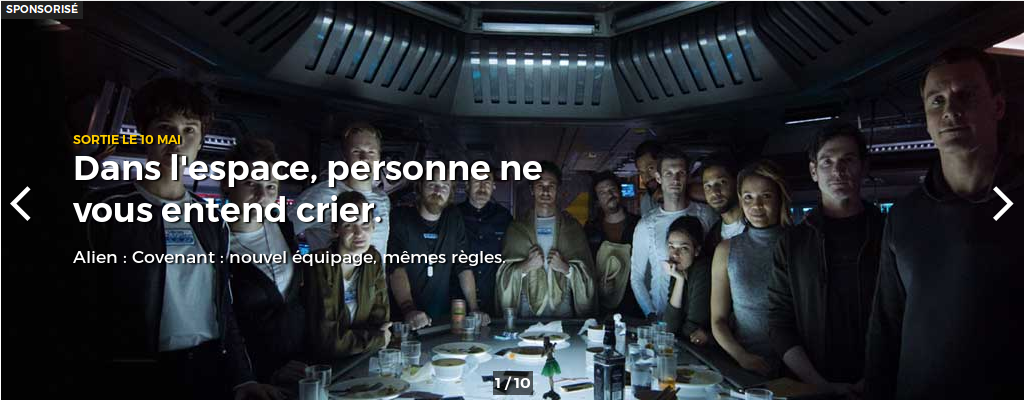 SPONSORISÉ
SORTIE LE 10 MAI
Dans l'espace, personne ne
vous entend crier.
Alien : Covenant : nouvel équipage, mêmes règles.
1 / 10